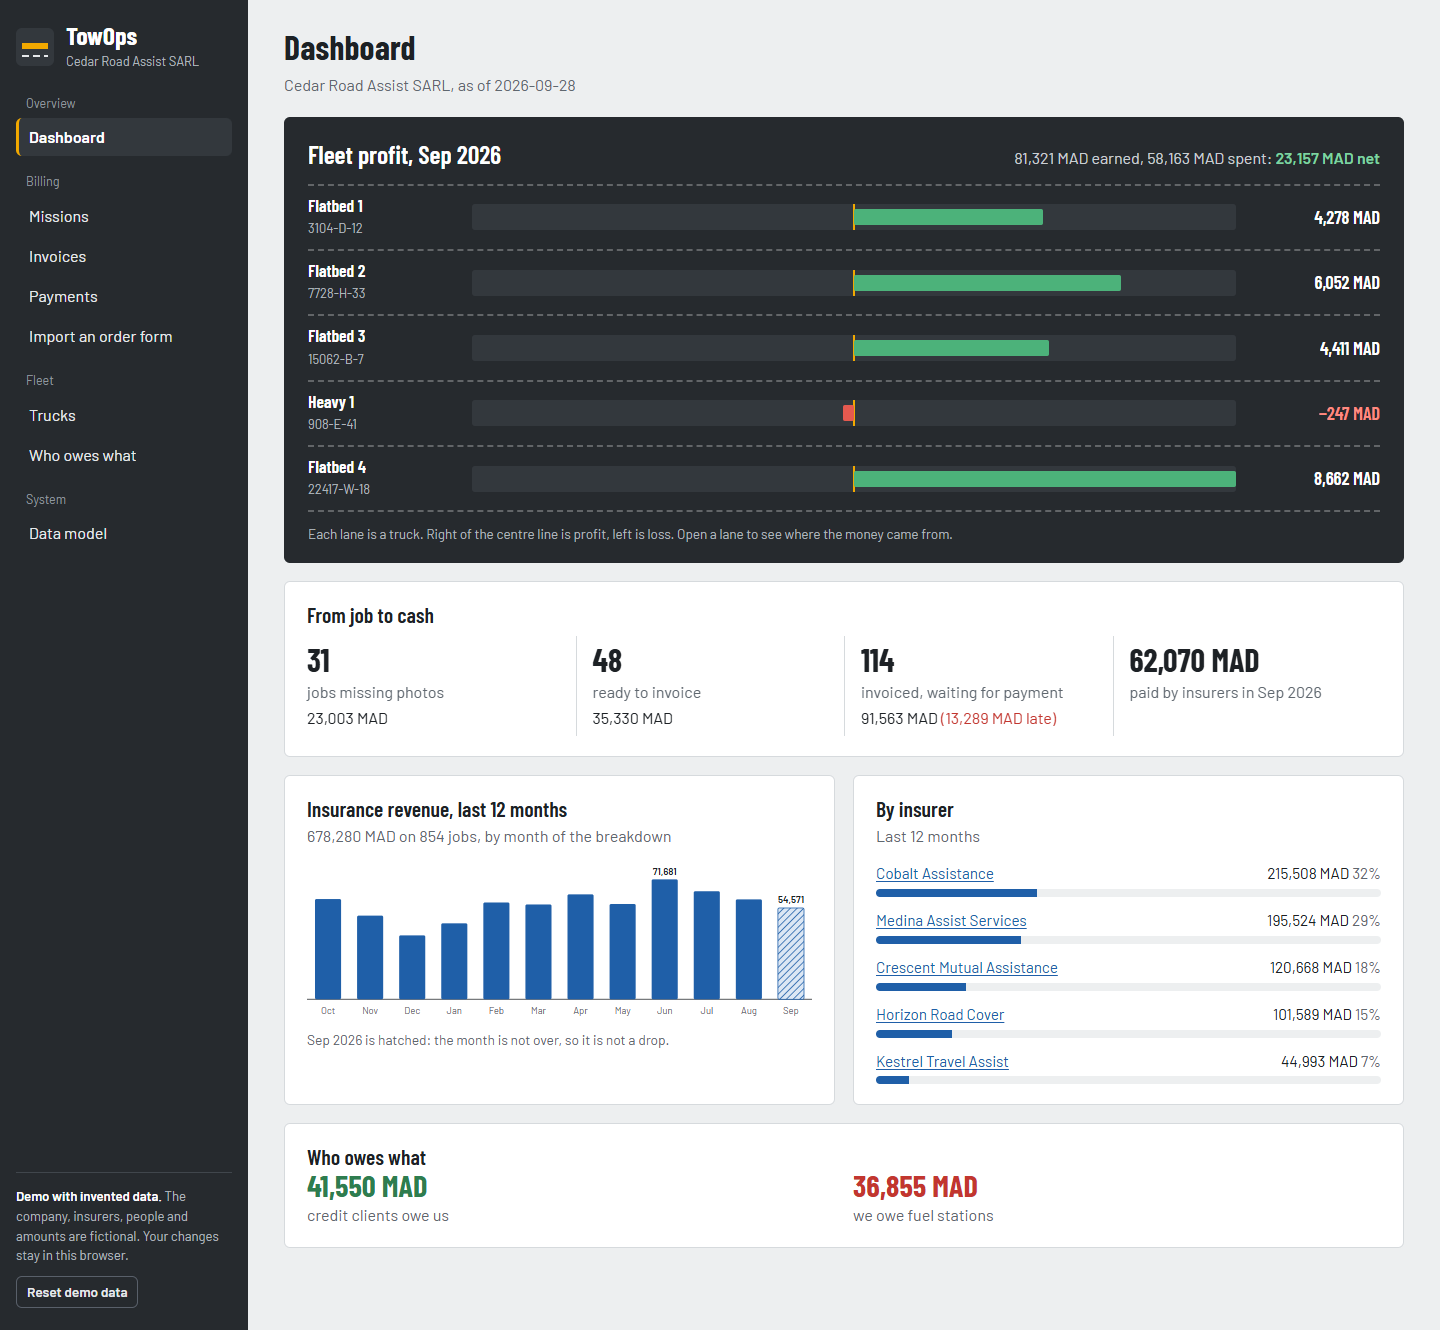 TowOps
Cedar Road Assist SARL
Overview
Dashboard
Billing
Missions
Invoices
Payments
Import an order form
Fleet
Trucks
Who owes what
System
Data model
Demo with invented data. The
company, insurers, people and
amounts are fictional. Your changes
stay in this browser.
Reset demo data
Dashboard
Cedar Road Assist SARL, as of 2026-09-28
Fleet profit, Sep 2026
81,321 MAD earned, 58,163 MAD spent: 23,157 MAD net
Flatbed 1
3104-D-12
4,278 MAD
Flatbed 2
7728-H-33
6,052 MAD
Flatbed 3
15062-B-7
4,411 MAD
Heavy 1
908-E-41
−247 MAD
Flatbed 4
22417-W-18
8,662 MAD
Each lane is a truck. Right of the centre line is profit, left is loss. Open a lane to see where the money came from.
From job to cash
31
jobs missing photos
23,003 MAD
48
ready to invoice
35,330 MAD
114
invoiced, waiting for payment
91,563 MAD (13,289 MAD late)
62,070 MAD
paid by insurers in Sep 2026
Insurance revenue, last 12 months
678,280 MAD on 854 jobs, by month of the breakdown
71,681
54,571
Oct Nov Dec Jan Feb Mar Apr May Jun Jul Aug Sep
Sep 2026 is hatched: the month is not over, so it is not a drop.
By insurer
Last 12 months
Cobalt Assistance 215,508 MAD 32%
Medina Assist Services 195,524 MAD 29%
Crescent Mutual Assistance 120,668 MAD 18%
Horizon Road Cover 101,589 MAD 15%
Kestrel Travel Assist 44,993 MAD 7%
Who owes what
41,550 MAD
credit clients owe us
36,855 MAD
we owe fuel stations